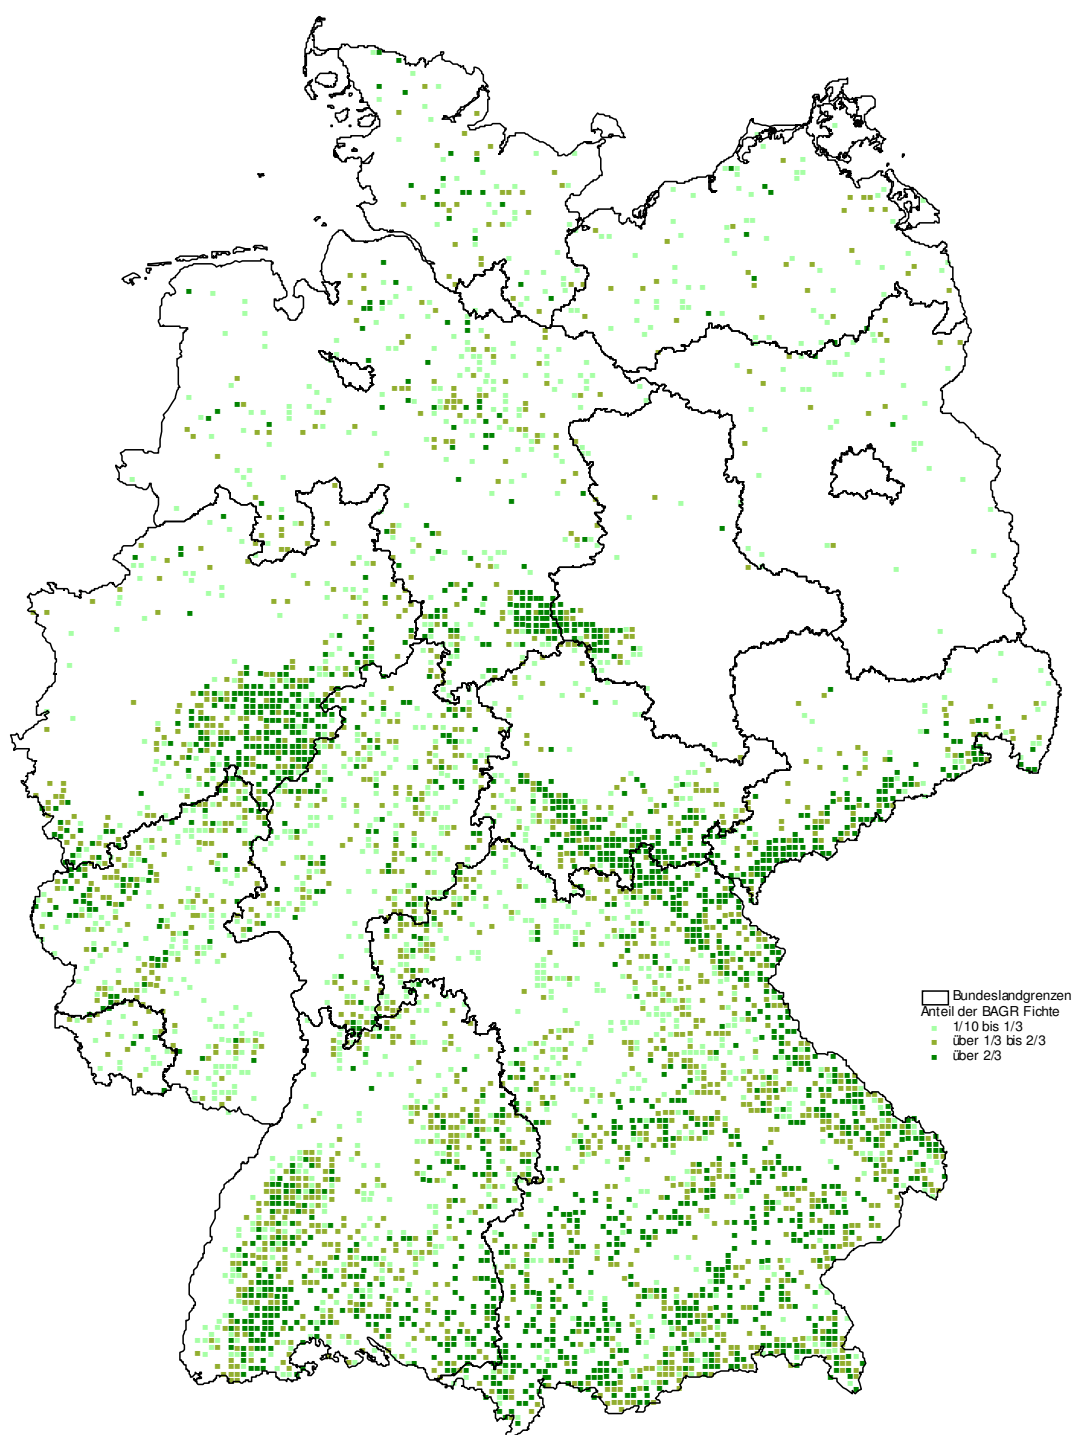 Bundeslandgrenzen
Anteil der BAGR Fichte
1/10 bis 1/3
über 1/3 bis 2/3
über 2/3